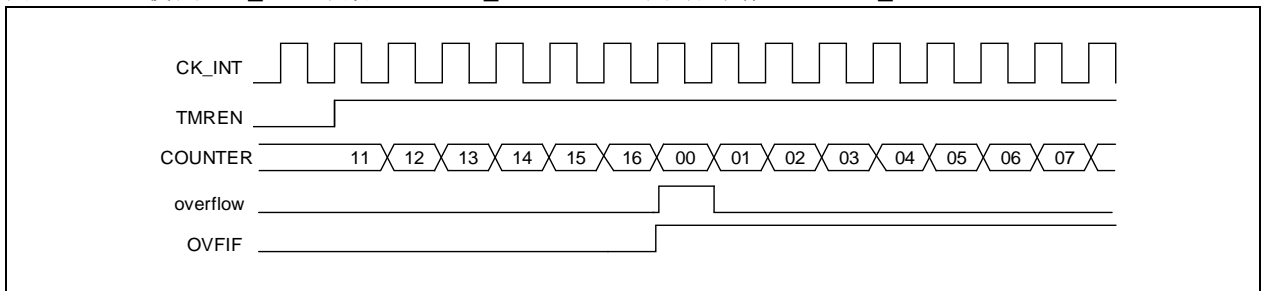 CK_INT
TMREN
COUNTER 11 12 13 14 15 16 00 01 02 03 04 05 06 07
overflow
OVFIF